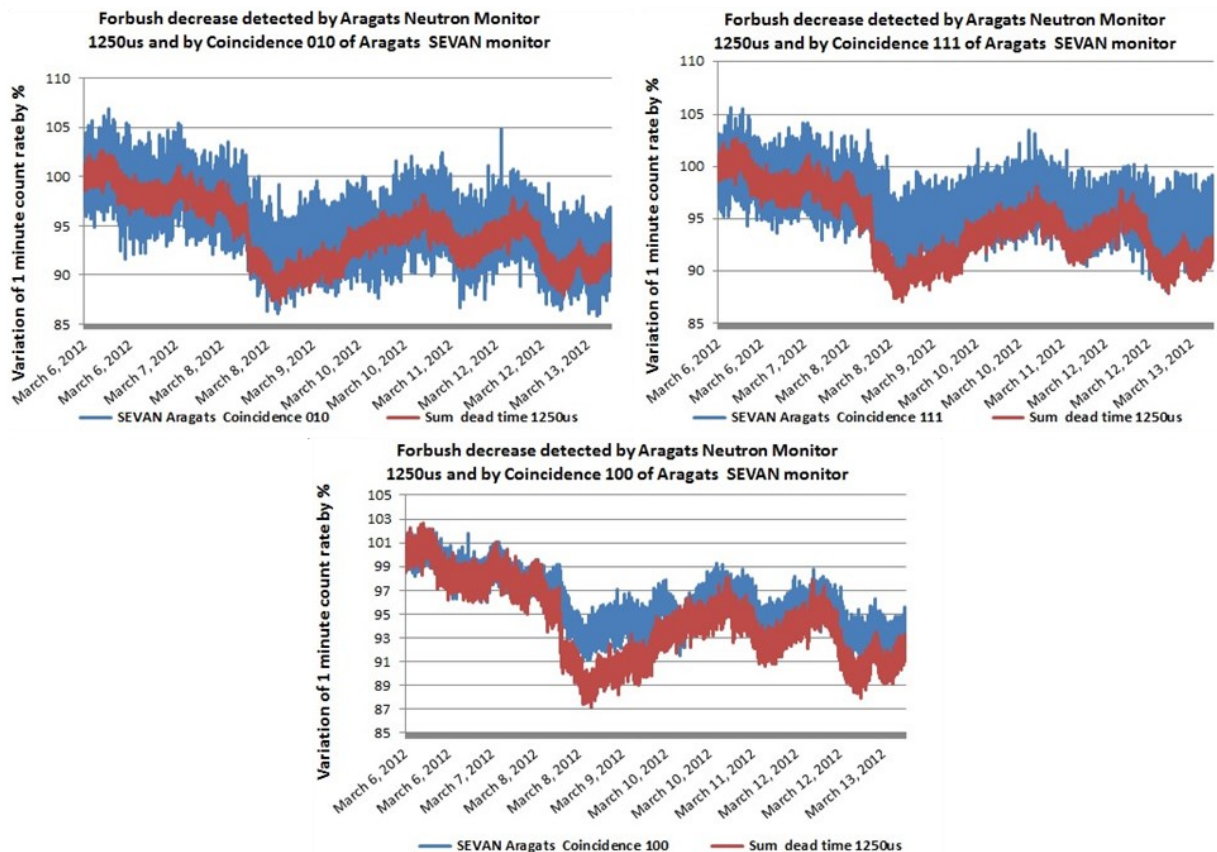 Forbush decrease detected by Aragats Neutron Monitor
1250us and by Coincidence 010 of Aragats SEVAN monitor
Variation of 1 minute count rate by %
110
105
100
95
90
85
March 6, 2012
March 6, 2012
March 7, 2012
March 8, 2012
March 8, 2012
March 9, 2012
March 10, 2012
March 10, 2012
March 11, 2012
March 12, 2012
March 12, 2012
March 13, 2012
SEVAN Aragats Coincidence 010
Sum dead time 1250us
Forbush decrease detected by Aragats Neutron Monitor
1250us and by Coincidence 111 of Aragats SEVAN monitor
Variation of 1 minute count rate by %
110
105
100
95
90
85
March 6, 2012
March 6, 2012
March 7, 2012
March 8, 2012
March 8, 2012
March 9, 2012
March 10, 2012
March 10, 2012
March 11, 2012
March 12, 2012
March 12, 2012
March 13, 2012
SEVAN Aragats Coincidence 111
Sum dead time 1250us
Forbush decrease detected by Aragats Neutron Monitor
1250us and by Coincidence 100 of Aragats SEVAN monitor
Variation of 1 minute count rate by %
105
103
101
99
97
95
93
91
89
87
85
March 6, 2012
March 6, 2012
March 7, 2012
March 8, 2012
March 8, 2012
March 9, 2012
March 10, 2012
March 10, 2012
March 11, 2012
March 12, 2012
March 12, 2012
March 13, 2012
SEVAN Aragats Coincidence 100
Sum dead time 1250us